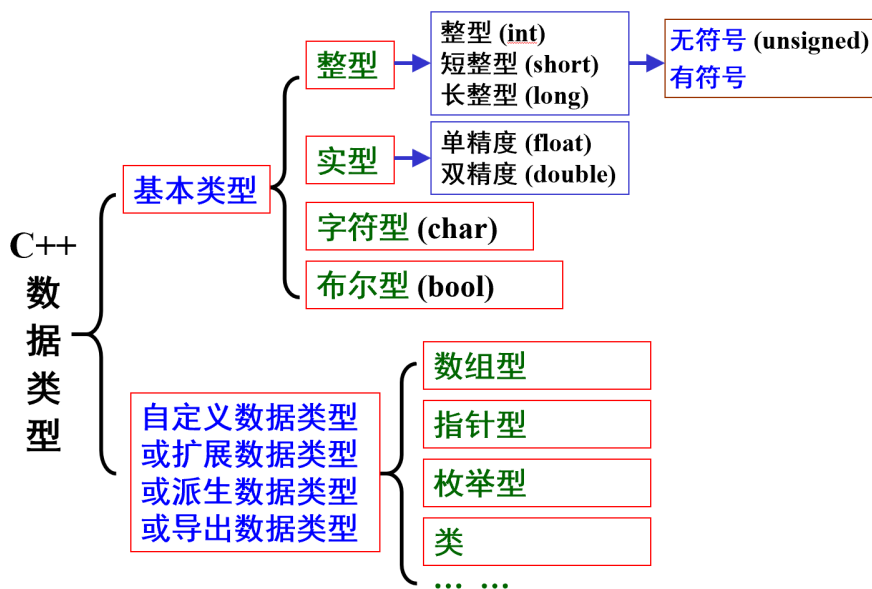 C++
数
据
类
型
基本类型
整型
整型 (int)
短整型 (short)
长整型 (long)
无符号 (unsigned)
有符号
实型
单精度 (float)
双精度 (double)
字符型 (char)
布尔型 (bool)
自定义数据类型
或扩展数据类型
或派生数据类型
或导出数据类型
数组型
指针型
枚举型
类
… …